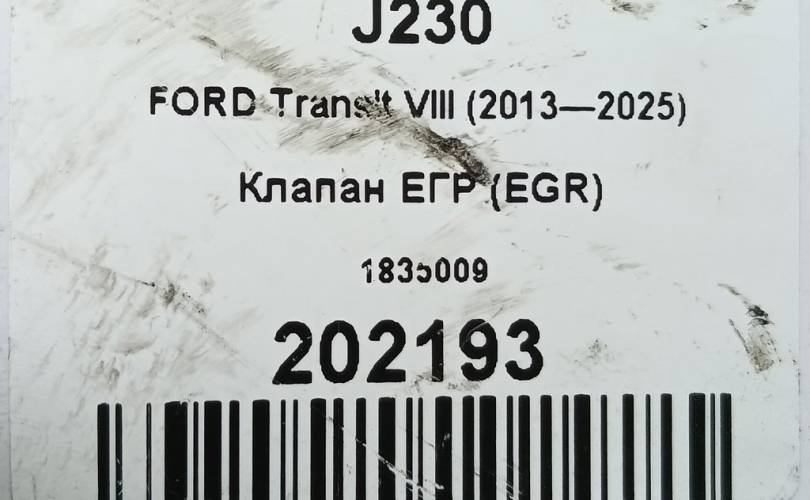 J230
FORD Transit VIII (2013—2025)
Клапан ЕГР (EGR)
1835009
202193